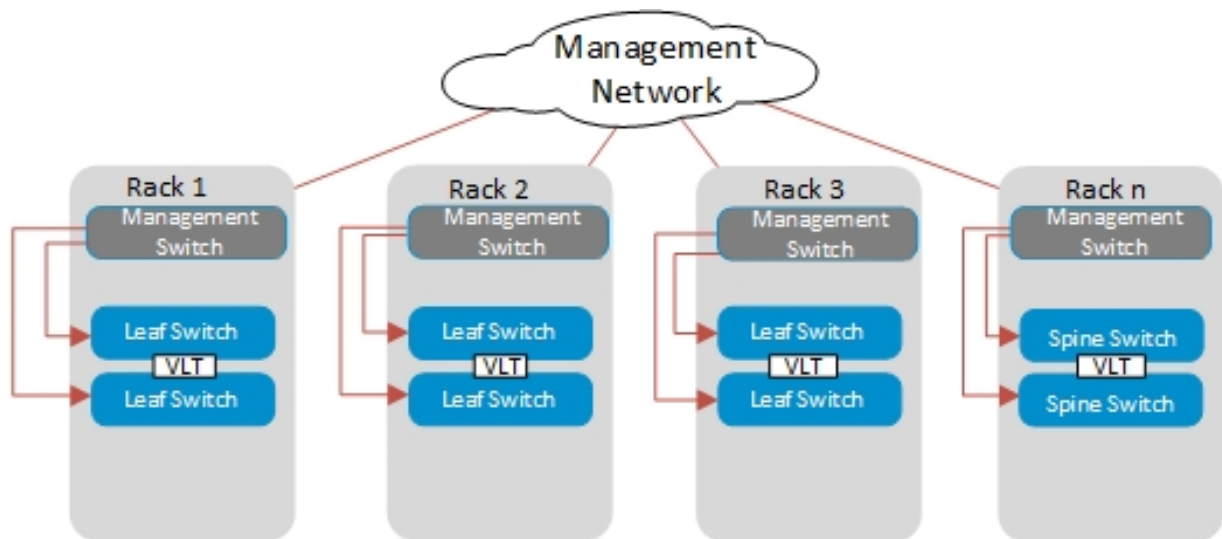 Management
Network
Rack 1
Management
Switch
Leaf Switch
VLT
Leaf Switch
Rack 2
Management
Switch
Leaf Switch
VLT
Leaf Switch
Rack 3
Management
Switch
Leaf Switch
VLT
Leaf Switch
Rack n
Management
Switch
Spine Switch
VLT
Spine Switch